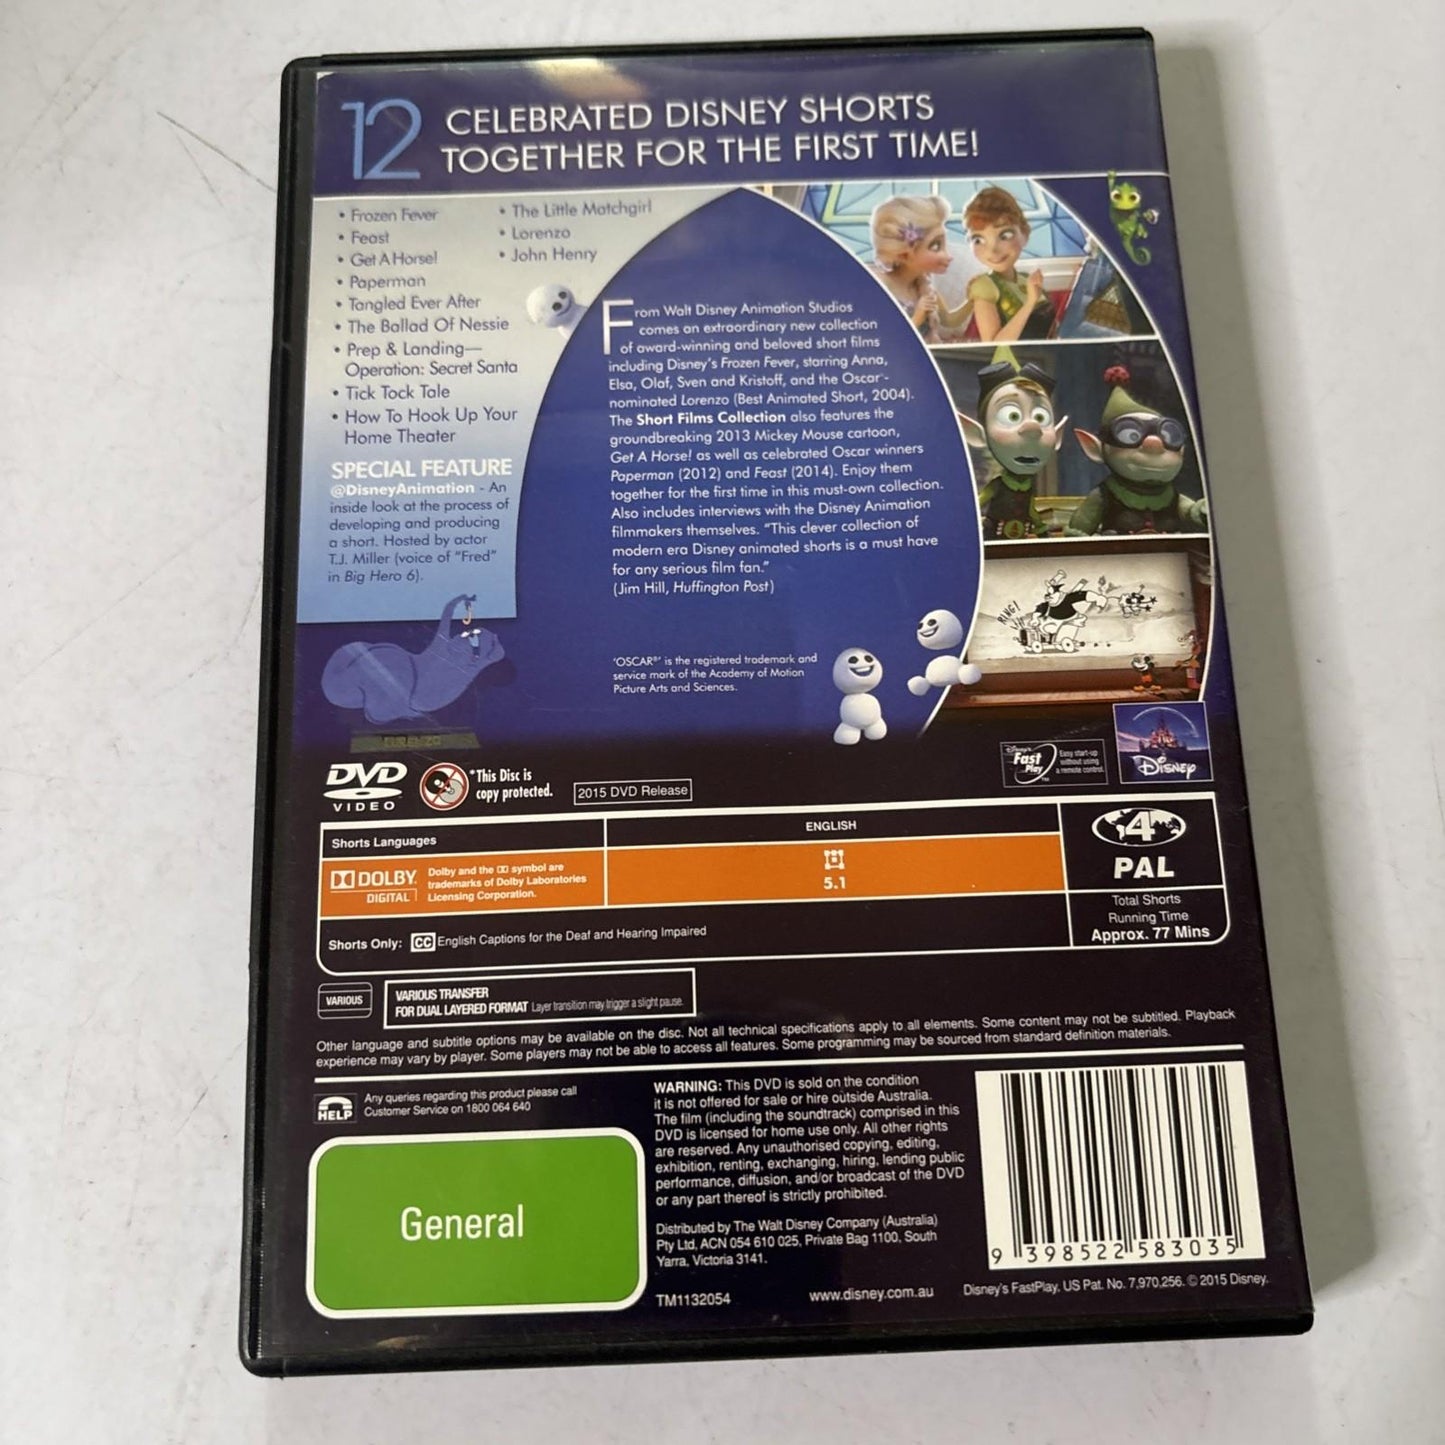 12 CELEBRATED DISNEY SHORTS
TOGETHER FOR THE FIRST TIME!
• Frozen Fever
• Feast
• Get A Horse!
• Paperman
• Tangled Ever After
• The Ballad Of Nessie
• Prep & Landing—
Operation: Secret Santa
• Tick Tock Tale
• How To Hook Up Your
Home Theater
• The Little Matchgirl
• Lorenzo
• John Henry
SPECIAL FEATURE
@DisneyAnimation - An
inside look at the process of
developing and producing
a short. Hosted by actor
T.J. Miller (voice of "Fred"
in Big Hero 6).
From Walt Disney Animation Studios
comes an extraordinary new collection
of award-winning and beloved short films
including Disney's Frozen Fever, starring Anna,
Elsa, Olaf, Sven and Kristoff, and the Oscar-
nominated Lorenzo (Best Animated Short, 2004).
The Short Films Collection also features the
groundbreaking 2013 Mickey Mouse cartoon,
Get A Horse! as well as celebrated Oscar winners
Paperman (2012) and Feast (2014). Enjoy them
together for the first time in this must-own collection.
Also includes interviews with the Disney Animation
filmmakers themselves. "This clever collection of
modern era Disney animated shorts is a must have
for any serious film fan."
(Jim Hill, Huffington Post)
'OSCAR®' is the registered trademark and
service mark of the Academy of Motion
Picture Arts and Sciences.
RING!
LORENZO
DVD
VIDEO
*This Disc is
copy protected.
2015 DVD Release
Disney's
Fast
Play™
Easy start-up
without using
a remote control.
Disney
Shorts Languages
ENGLISH
DOLBY
DIGITAL
Dolby and the DD symbol are
trademarks of Dolby Laboratories
Licensing Corporation.
5.1
4
PAL
Total Shorts
Running Time
Approx. 77 Mins
Shorts Only: CC English Captions for the Deaf and Hearing Impaired
VARIOUS
VARIOUS TRANSFER
FOR DUAL LAYERED FORMAT Layer transition may trigger a slight pause.
Other language and subtitle options may be available on the disc. Not all technical specifications apply to all elements. Some content may not be subtitled. Playback
experience may vary by player. Some players may not be able to access all features. Some programming may be sourced from standard definition materials.
HELP
Any queries regarding this product please call
Customer Service on 1800 064 640
General
WARNING: This DVD is sold on the condition
it is not offered for sale or hire outside Australia.
The film (including the soundtrack) comprised in this
DVD is licensed for home use only. All other rights
are reserved. Any unauthorised copying, editing,
exhibition, renting, exchanging, hiring, lending public
performance, diffusion, and/or broadcast of the DVD
or any part thereof is strictly prohibited.
Distributed by The Walt Disney Company (Australia)
Pty Ltd, ACN 054 610 025, Private Bag 1100, South
Yarra, Victoria 3141.
TM1132054
www.disney.com.au
9 398522 583035
Disney's FastPlay, US Pat. No. 7,970,256. © 2015 Disney.